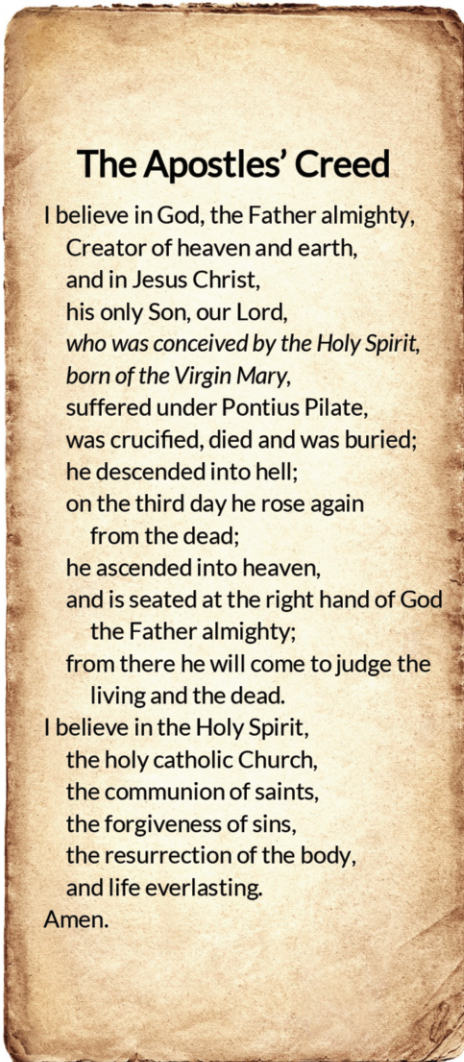 The Apostles’ Creed
I believe in God, the Father almighty,
Creator of heaven and earth,
and in Jesus Christ,
his only Son, our Lord,
who was conceived by the Holy Spirit,
born of the Virgin Mary,
suffered under Pontius Pilate,
was crucified, died and was buried;
he descended into hell;
on the third day he rose again
from the dead;
he ascended into heaven,
and is seated at the right hand of God
the Father almighty;
from there he will come to judge the
living and the dead.
I believe in the Holy Spirit,
the holy catholic Church,
the communion of saints,
the forgiveness of sins,
the resurrection of the body,
and life everlasting.
Amen.